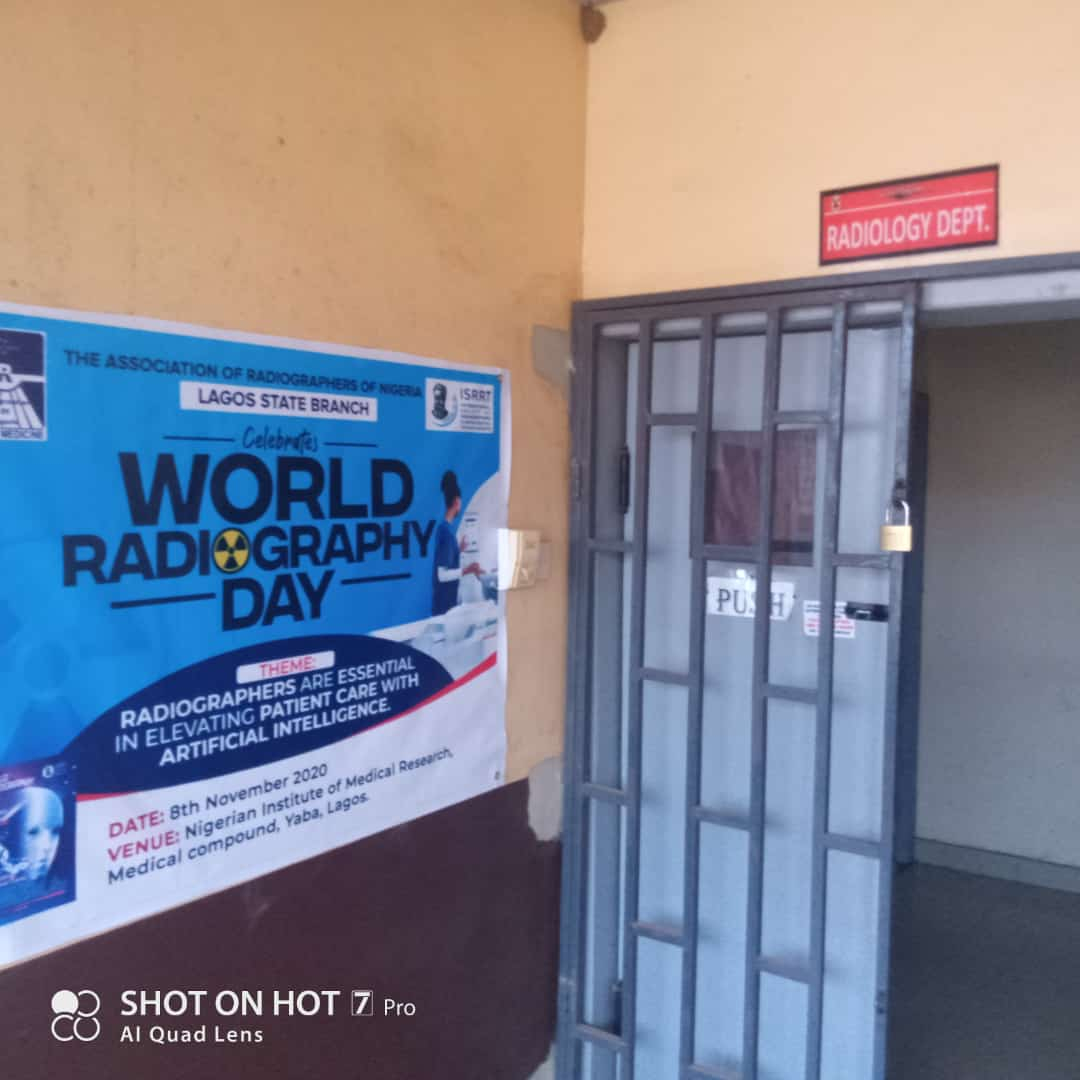 THE ASSOCIATION OF RADIOGRAPHERS OF NIGERIA
LAGOS STATE BRANCH
ISRRT
MEDICINE
Celebrates
WORLD
RADIOGRAPHY
DAY
THEME:
RADIOGRAPHERS ARE ESSENTIAL
IN ELEVATING PATIENT CARE WITH
ARTIFICIAL INTELLIGENCE.
DATE: 8th November 2020
VENUE: Nigerian Institute of Medical Research,
Medical compound, Yaba, Lagos.
RADIOLOGY DEPT.
PUSH
SHOT ON HOT 7 Pro
AI Quad Lens